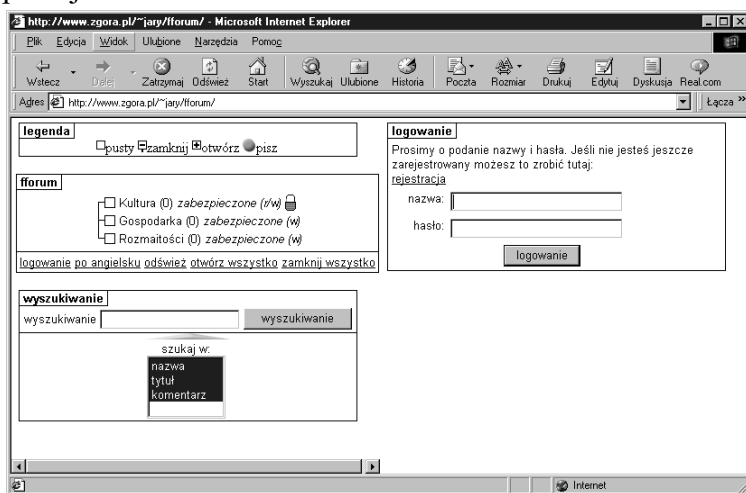 http://www.zgora.pl/~jary/fforum/ - Microsoft Internet Explorer
Plik Edycja Widok Ulubione Narzędzia Pomoc
Wstecz Dalej Zatrzymaj Odśwież Start Wyszukaj Ulubione Historia Poczta Rozmiar Drukuj Edytuj Dyskusja Real.com
Adres http://www.zgora.pl/~jary/fforum/ Łącza »
legenda
pusty zamknij otwórz pisz
fforum
Kultura (0) zabezpieczone (r/w)
Gospodarka (0) zabezpieczone (w)
Rozmaitości (0) zabezpieczone (w)
logowanie po angielsku odśwież otwórz wszystko zamknij wszystko
wyszukiwanie
wyszukiwanie wyszukiwanie
szukaj w:
nazwa
tytuł
komentarz
logowanie
Prosimy o podanie nazwy i hasła. Jeśli nie jesteś jeszcze
zarejestrowany możesz to zrobić tutaj:
rejestracja
nazwa:
hasło:
logowanie
Internet